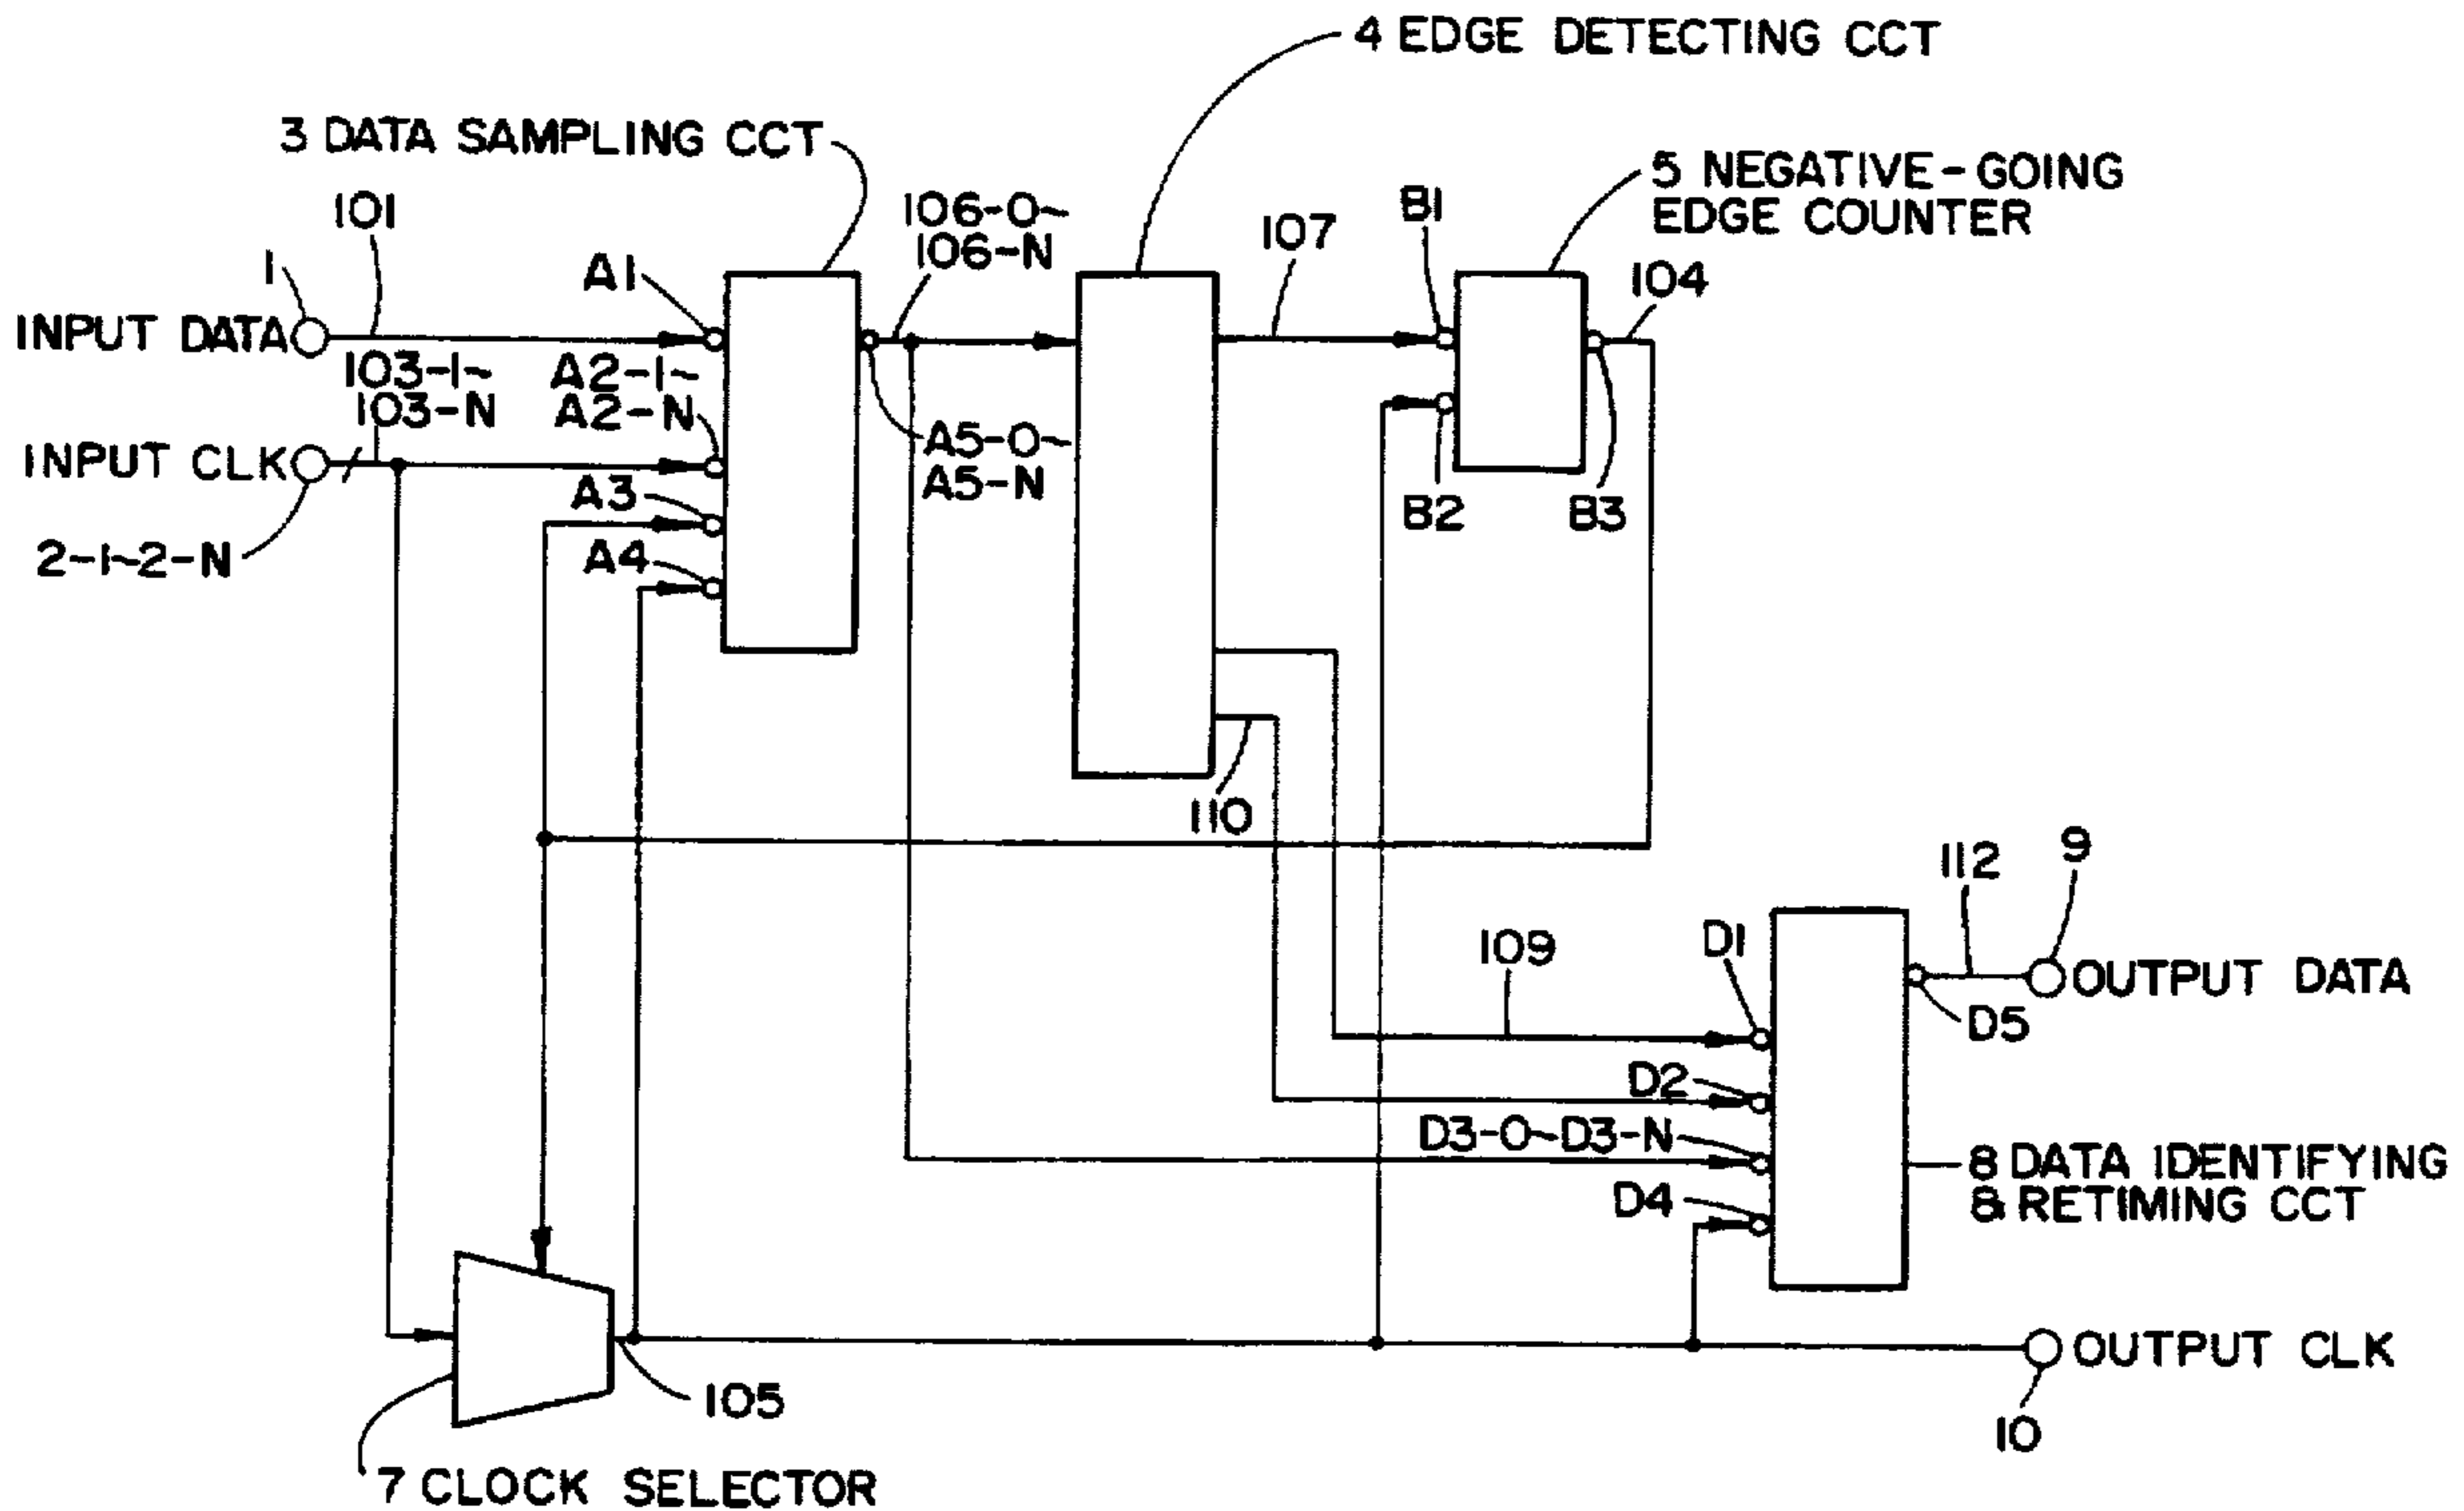 4 EDGE DETECTING CCT
3 DATA SAMPLING CCT
5 NEGATIVE-GOING
EDGE COUNTER
101
106-0~
106-N
107
B1
104
1
A1
INPUT DATA
103-1~
103-N
A2-1~
A2-N
A5-0~
A5-N
INPUT CLK
A3
B2
B3
2-1~2-N
A4
110
112
9
109
D1
OUTPUT DATA
D5
D2
D3-0~D3-N
8 DATA IDENTIFYING
& RETIMING CCT
D4
OUTPUT CLK
105
10
7 CLOCK SELECTOR